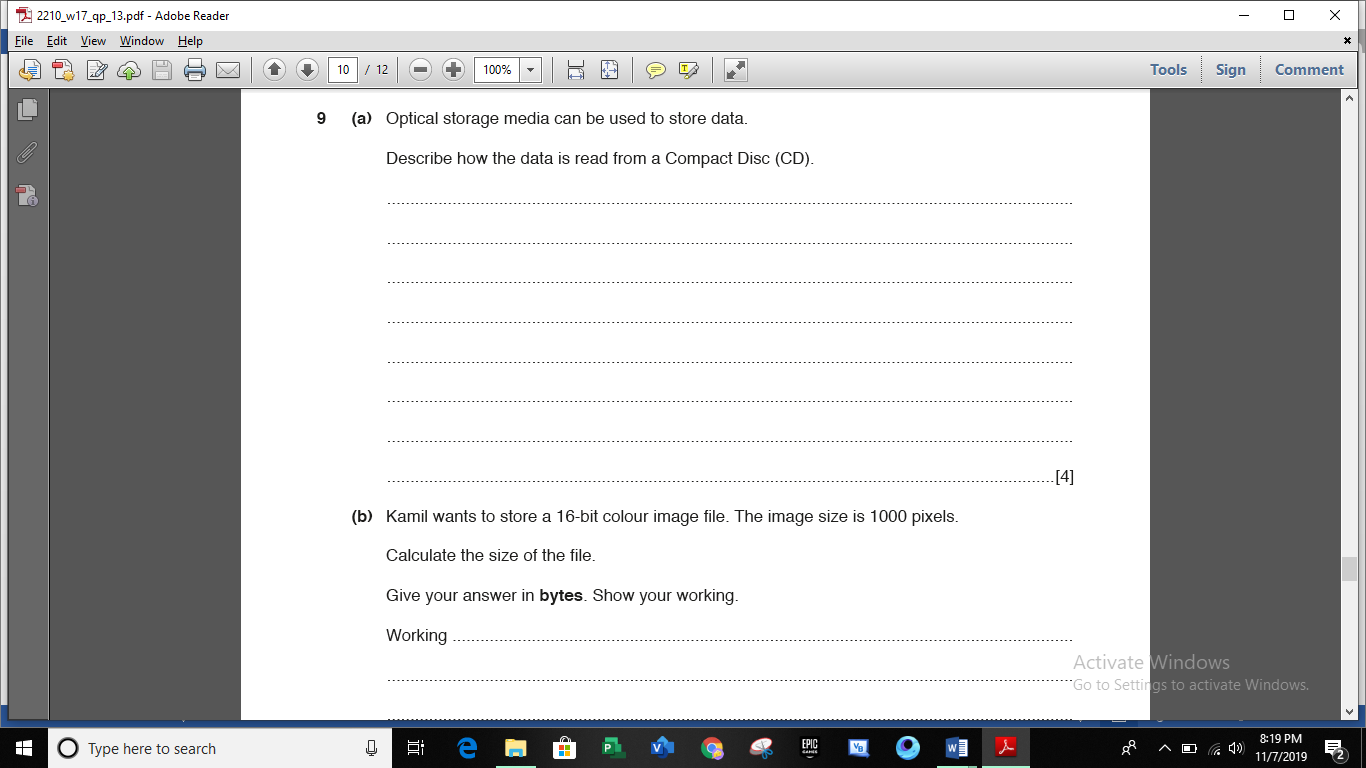 2210_w17_qp_13.pdf - Adobe Reader
File Edit View Window Help
10 / 12 100% Tools Sign Comment
9 (a) Optical storage media can be used to store data.
Describe how the data is read from a Compact Disc (CD).
[4]
(b) Kamil wants to store a 16-bit colour image file. The image size is 1000 pixels.
Calculate the size of the file.
Give your answer in bytes. Show your working.
Working
Activate Windows
Go to Settings to activate Windows.
Type here to search
8:19 PM
11/7/2019
2